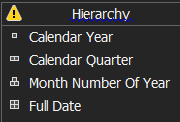 Hierarchy
Calendar Year
Calendar Quarter
Month Number Of Year
Full Date